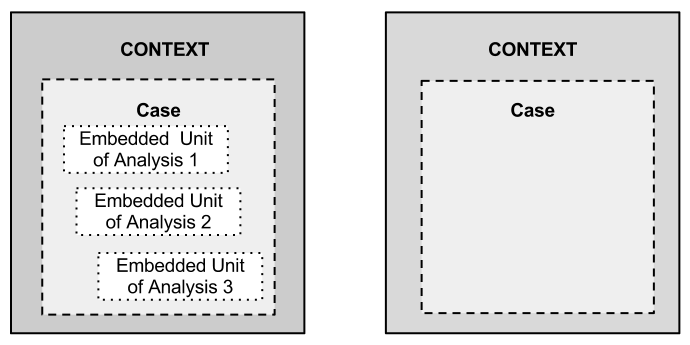 CONTEXT
Case
Embedded Unit
of Analysis 1
Embedded Unit
of Analysis 2
Embedded Unit
of Analysis 3
CONTEXT
Case